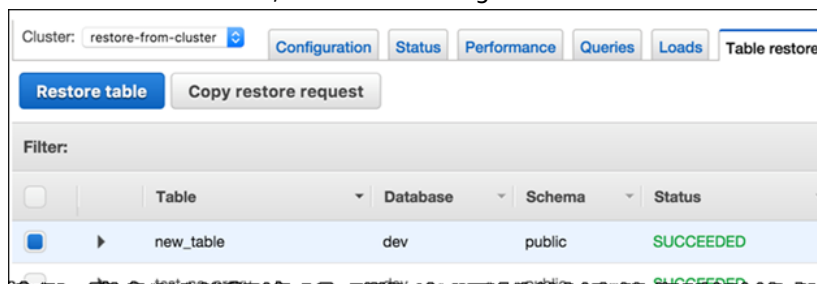 Cluster: restore-from-cluster Configuration Status Performance Queries Loads Table restore
Restore table Copy restore request
Filter:
Table Database Schema Status
new_table dev public SUCCEEDED
SUCCEEDED